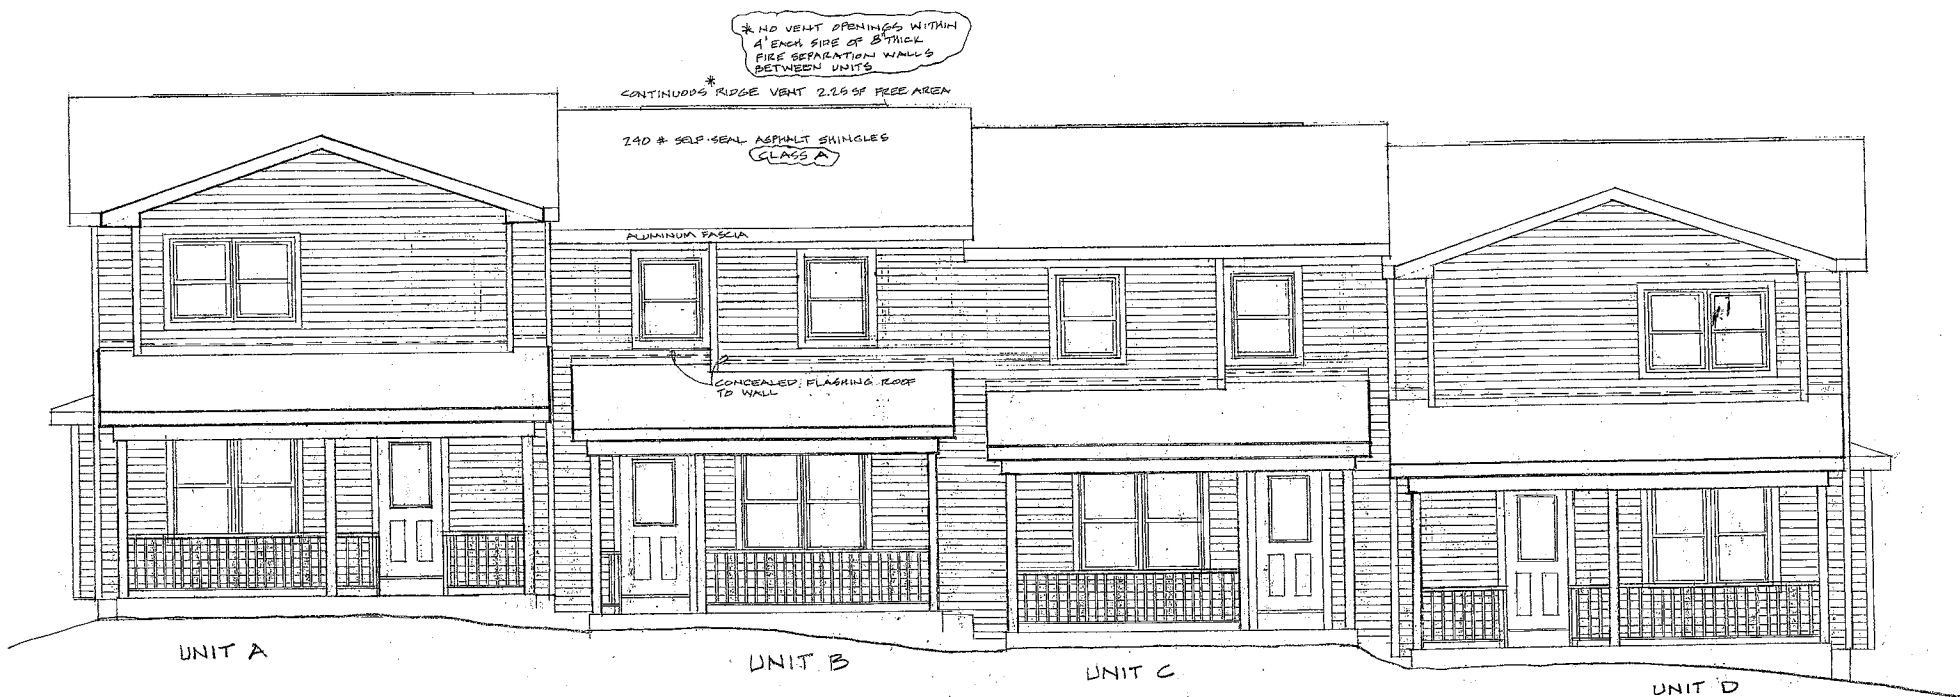 * NO VENT OPENINGS WITHIN
4' EACH SIDE OF 8" THICK
FIRE SEPARATION WALLS
BETWEEN UNITS
*
CONTINUOUS RIDGE VENT 2.25 SF FREE AREA
240 # SELF-SEAL ASPHALT SHINGLES
CLASS A
ALUMINUM FASCIA
CONCEALED FLASHING ROOF
TO WALL
UNIT A
UNIT B
UNIT C
UNIT D